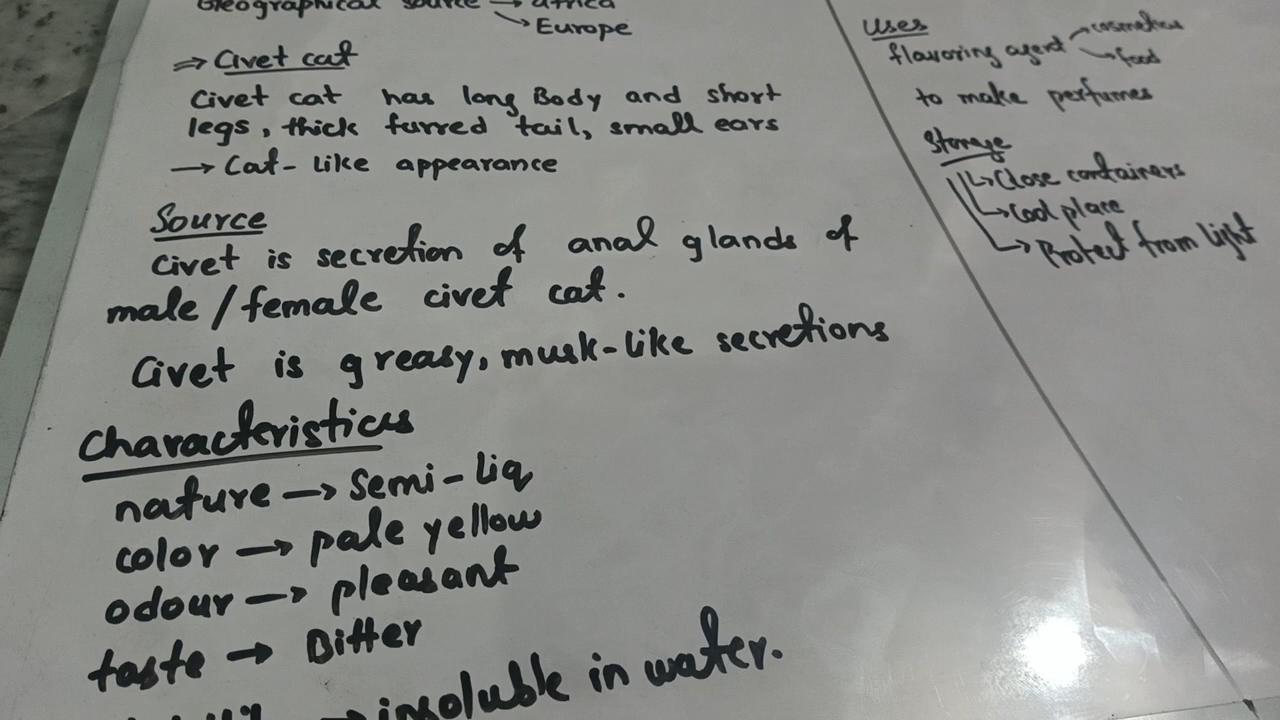 Geographical source → Africa
→ Europe
⇒ Civet cat
Civet cat has long Body and short
legs, thick furred tail, small ears
→ Cat-like appearance
Source
Civet is secretion of anal glands of
male/female civet cat.
Civet is greasy, musk-like secretions
Characteristics
nature → Semi-liq
color → pale yellow
odour → pleasant
taste → Bitter
→ insoluble in water.
Uses
flavoring agent → cosmetics
→ food
to make perfumes
Storage
↳ Close containers
↳ Cool place
↳ Protect from light